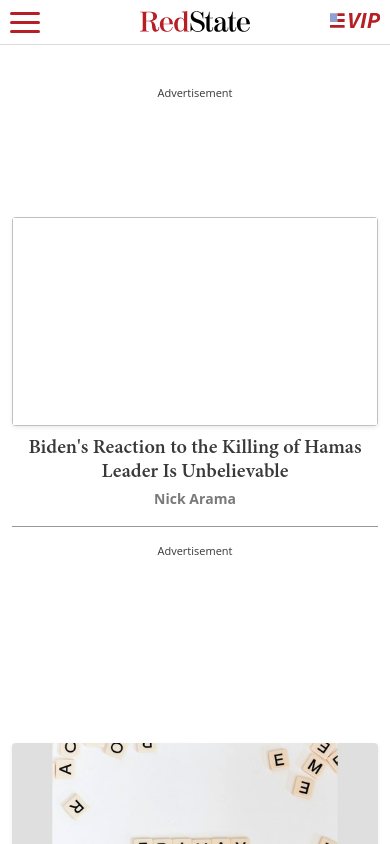 RedState
VIP
Advertisement
Biden's Reaction to the Killing of Hamas
Leader Is Unbelievable
Nick Arama
Advertisement
A
O
R
E
M
E
E